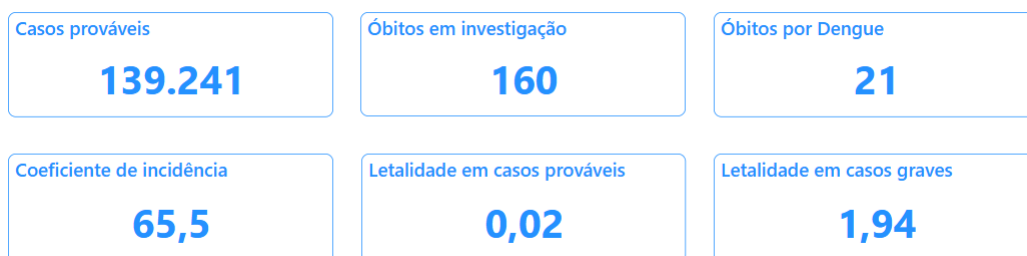 Casos prováveis
139.241
Óbitos em investigação
160
Óbitos por Dengue
21
Coeficiente de incidência
65,5
Letalidade em casos prováveis
0,02
Letalidade em casos graves
1,94